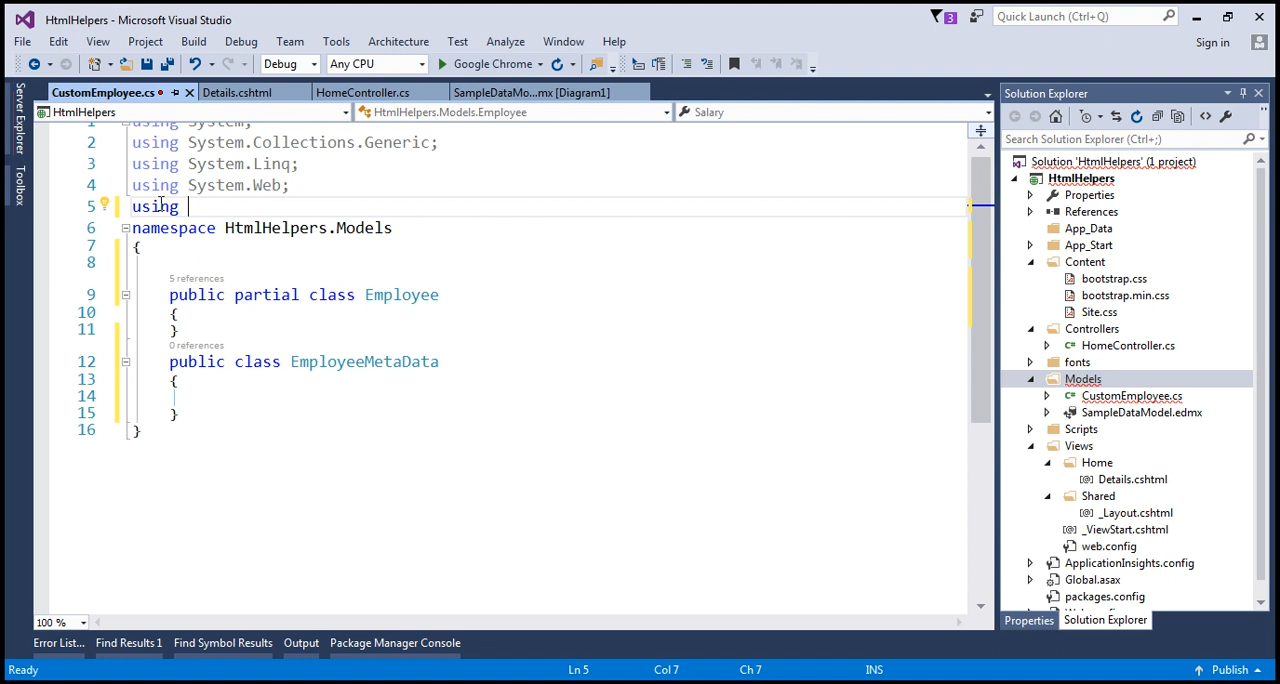 HtmlHelpers - Microsoft Visual Studio
3
Quick Launch (Ctrl+Q)
File Edit View Project Build Debug Team Tools Architecture Test Analyze Window Help
Sign in
Debug Any CPU Google Chrome
CustomEmployee.cs Details.cshtml HomeController.cs SampleDataMo...mx [Diagram1]
HtmlHelpers HtmlHelpers.Models.Employee Salary
Server Explorer
Toolbox
1 using System;
2 using System.Collections.Generic;
3 using System.Linq;
4 using System.Web;
5 using
6 namespace HtmlHelpers.Models
7 {
8
5 references
9 public partial class Employee
10 {
11 }
0 references
12 public class EmployeeMetaData
13 {
14
15 }
16 }
100 %
Solution Explorer
Search Solution Explorer (Ctrl+;)
Solution 'HtmlHelpers' (1 project)
HtmlHelpers
Properties
References
App_Data
App_Start
Content
bootstrap.css
bootstrap.min.css
Site.css
Controllers
HomeController.cs
fonts
Models
CustomEmployee.cs
SampleDataModel.edmx
Scripts
Views
Home
Details.cshtml
Shared
_Layout.cshtml
_ViewStart.cshtml
web.config
ApplicationInsights.config
Global.asax
packages.config
Properties Solution Explorer
Error List... Find Results 1 Find Symbol Results Output Package Manager Console
Ready Ln 5 Col 7 Ch 7 INS Publish